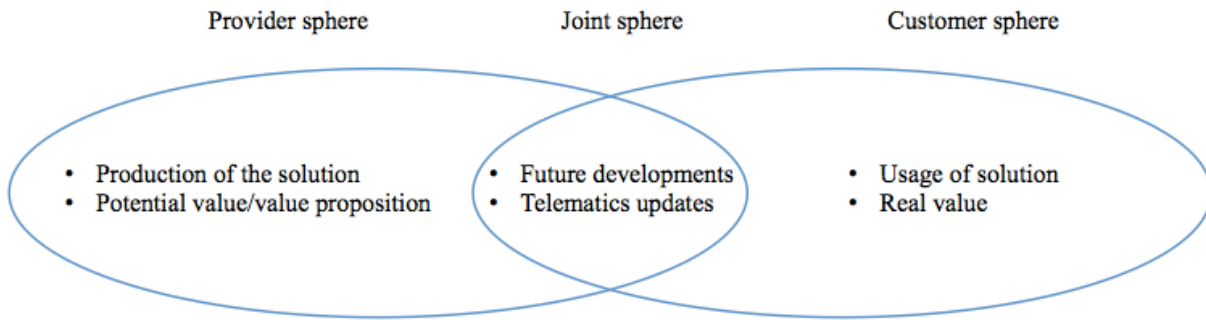 Provider sphere
Joint sphere
Customer sphere
• Production of the solution
• Potential value/value proposition
• Future developments
• Telematics updates
• Usage of solution
• Real value